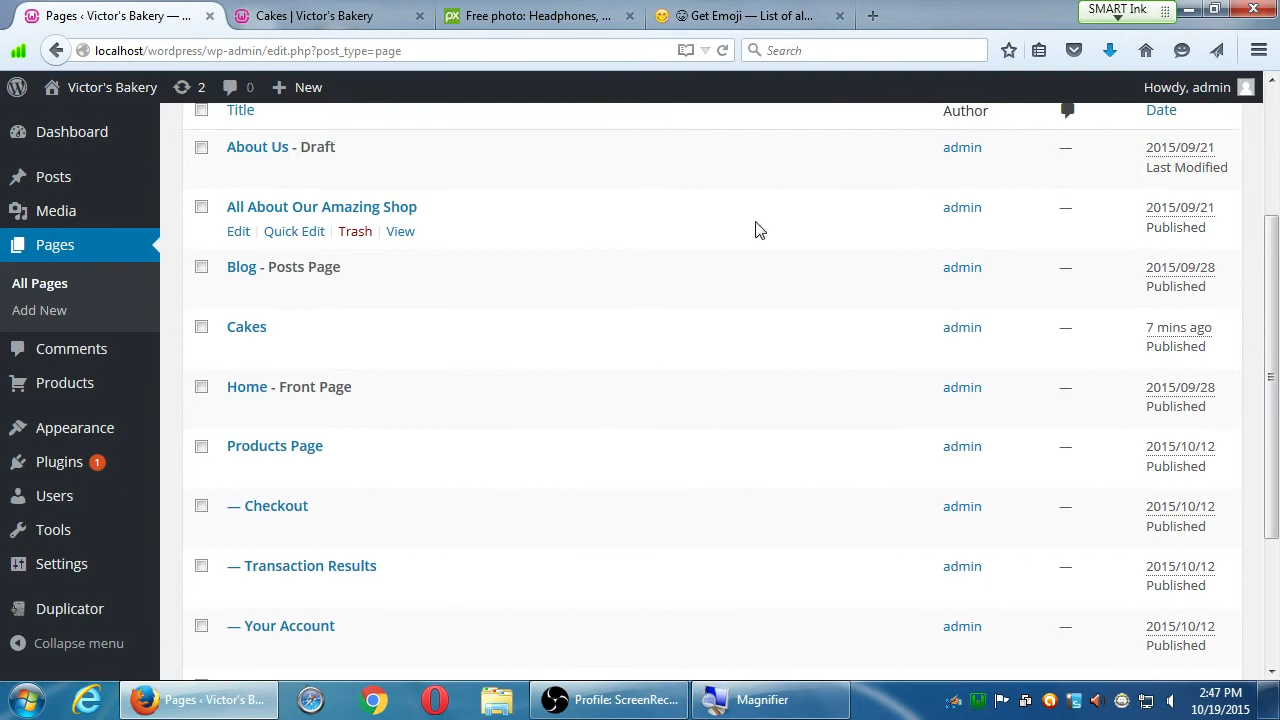 Pages ‹ Victor's Bakery — ...
Cakes | Victor's Bakery
Free photo: Headphones, ...
Get Emoji — List of al...
SMART Ink
localhost/wordpress/wp-admin/edit.php?post_type=page
Search
Victor's Bakery
2
0
New
Howdy, admin
Dashboard
Posts
Media
Pages
All Pages
Add New
Comments
Products
Appearance
Plugins 1
Users
Tools
Settings
Duplicator
Collapse menu
Title Author Date
About Us - Draft admin — 2015/09/21
Last Modified
All About Our Amazing Shop admin — 2015/09/21
Edit | Quick Edit | Trash | View Published
Blog - Posts Page admin — 2015/09/28
Published
Cakes admin — 7 mins ago
Published
Home - Front Page admin — 2015/09/28
Published
Products Page admin — 2015/10/12
Published
— Checkout admin — 2015/10/12
Published
— Transaction Results admin — 2015/10/12
Published
— Your Account admin — 2015/10/12
Published
Pages ‹ Victor's B...
Profile: ScreenRec...
Magnifier
2:47 PM
10/19/2015